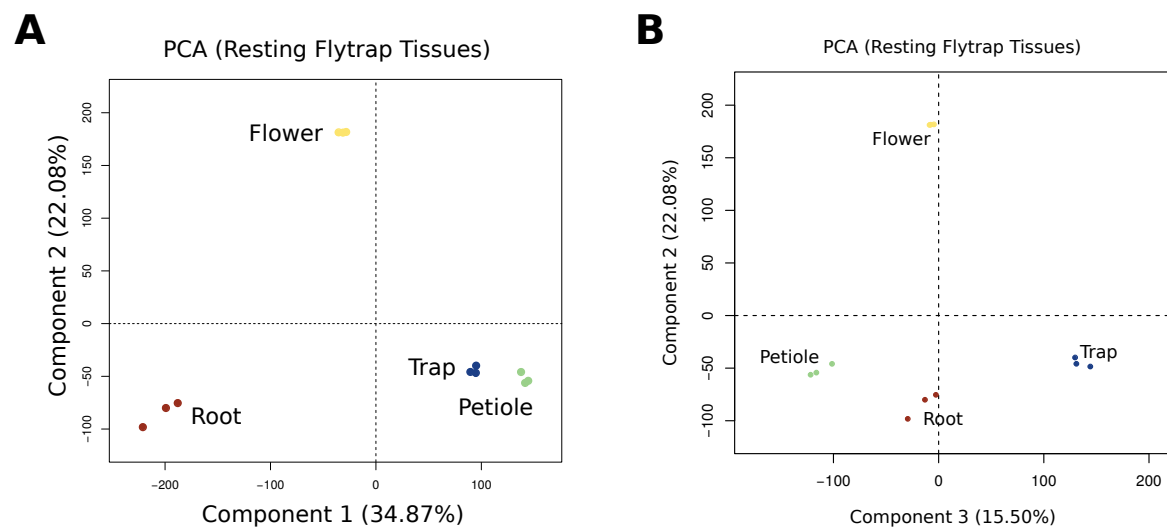 A
PCA (Resting Flytrap Tissues)
Component 2 (22.08%)
200
150
100
50
0
−50
−100
Flower
Trap
Petiole
Root
−200
−100
0
100
Component 1 (34.87%)
B
PCA (Resting Flytrap Tissues)
Component 2 (22.08%)
200
150
100
50
0
−50
−100
Flower
Petiole
Trap
Root
−100
0
100
200
Component 3 (15.50%)